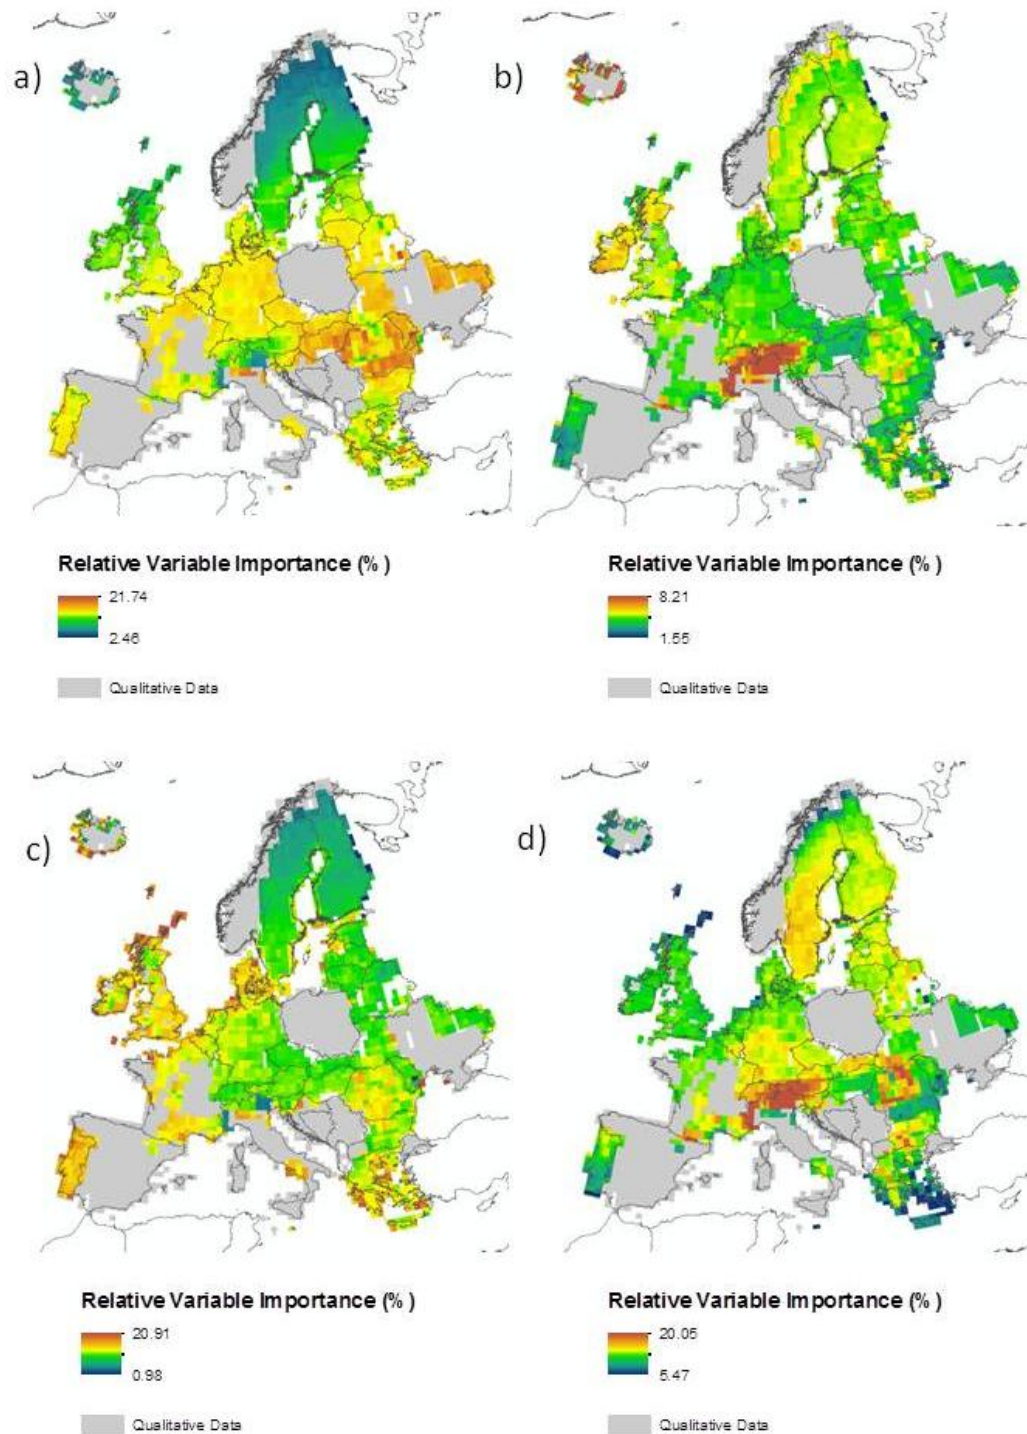 a)
b)
Relative Variable Importance (%)
21.74
2.46
Qualitative Data
Relative Variable Importance (%)
8.21
1.55
Qualitative Data
c)
d)
Relative Variable Importance (%)
20.91
0.98
Qualitative Data
Relative Variable Importance (%)
20.05
5.47
Qualitative Data